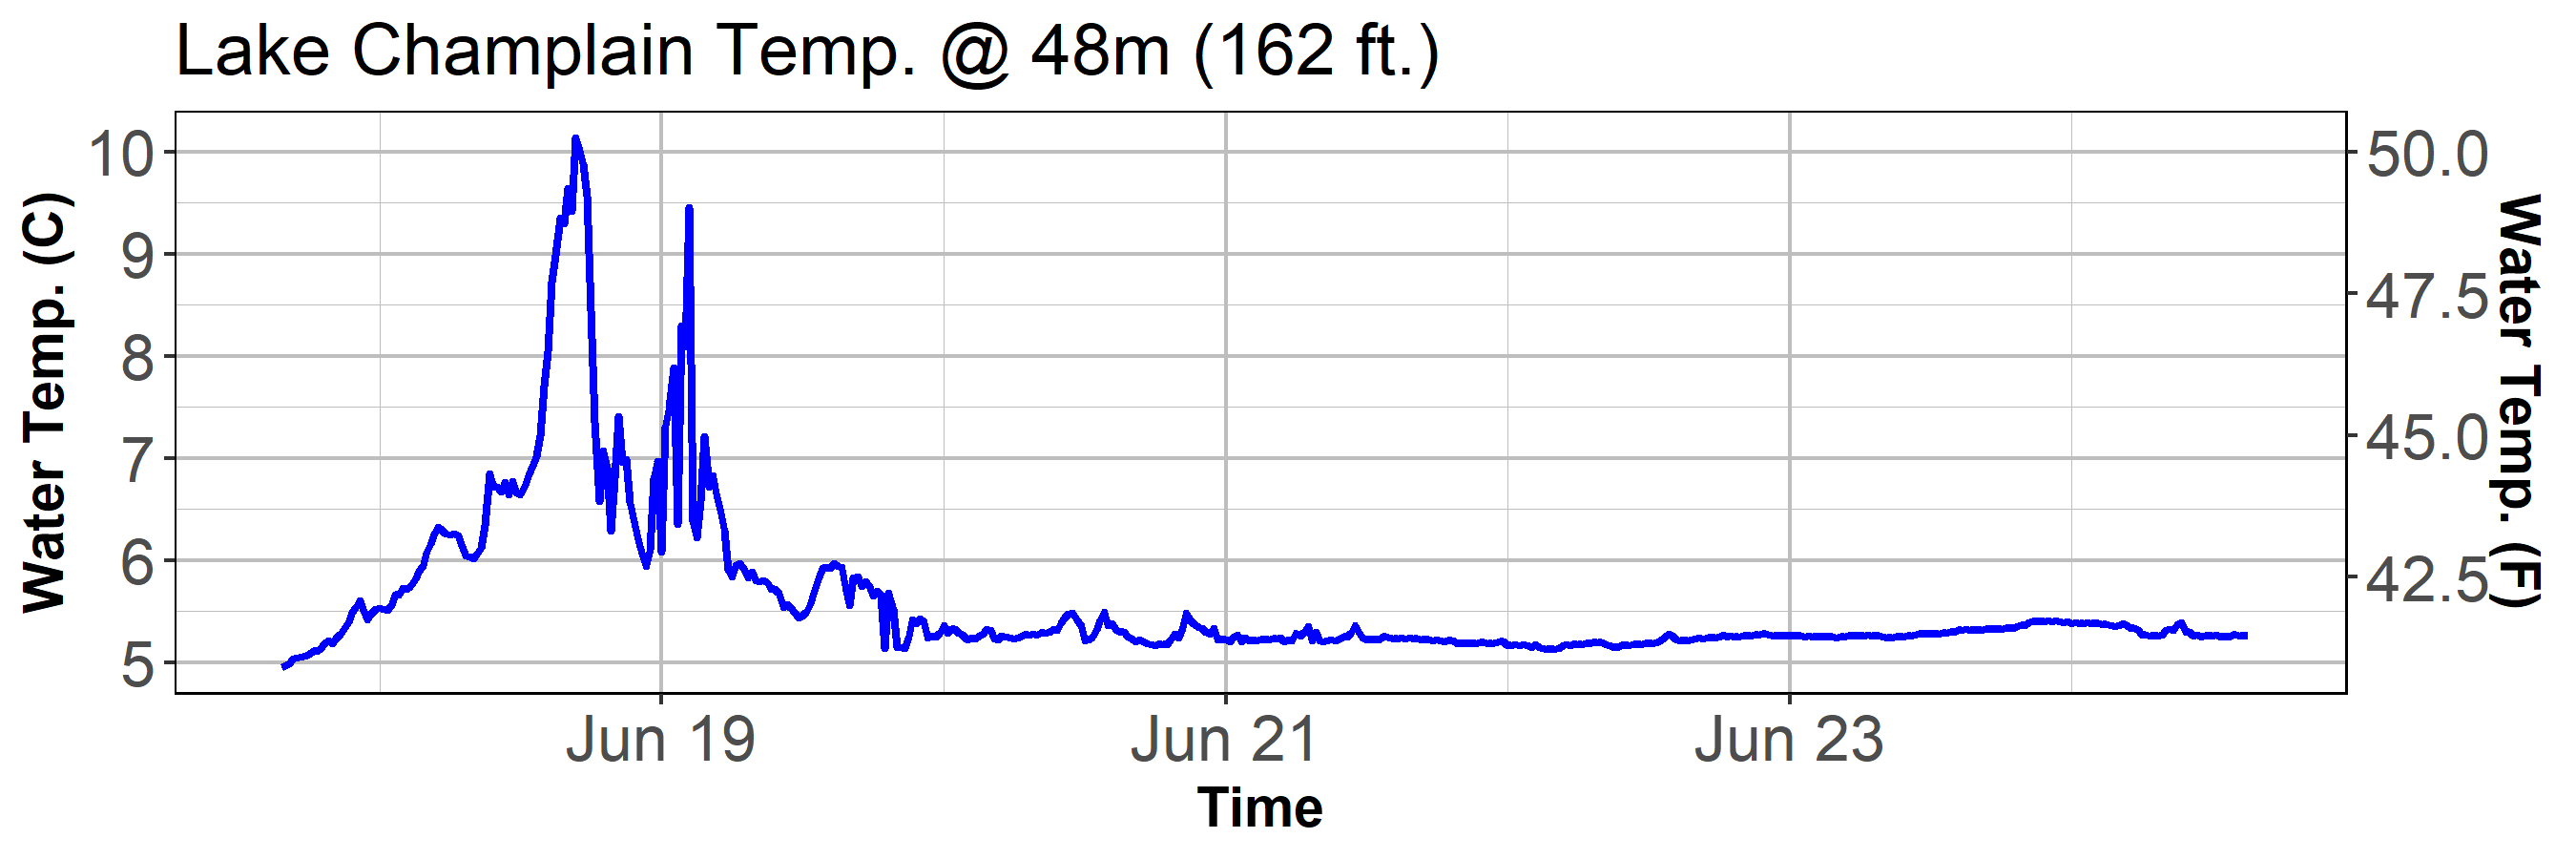 Lake Champlain Temp. @ 48m (162 ft.)
Water Temp. (C)
10
9
8
7
6
5
50.0
47.5
45.0
42.5
Water Temp. (F)
Jun 19
Jun 21
Jun 23
Time